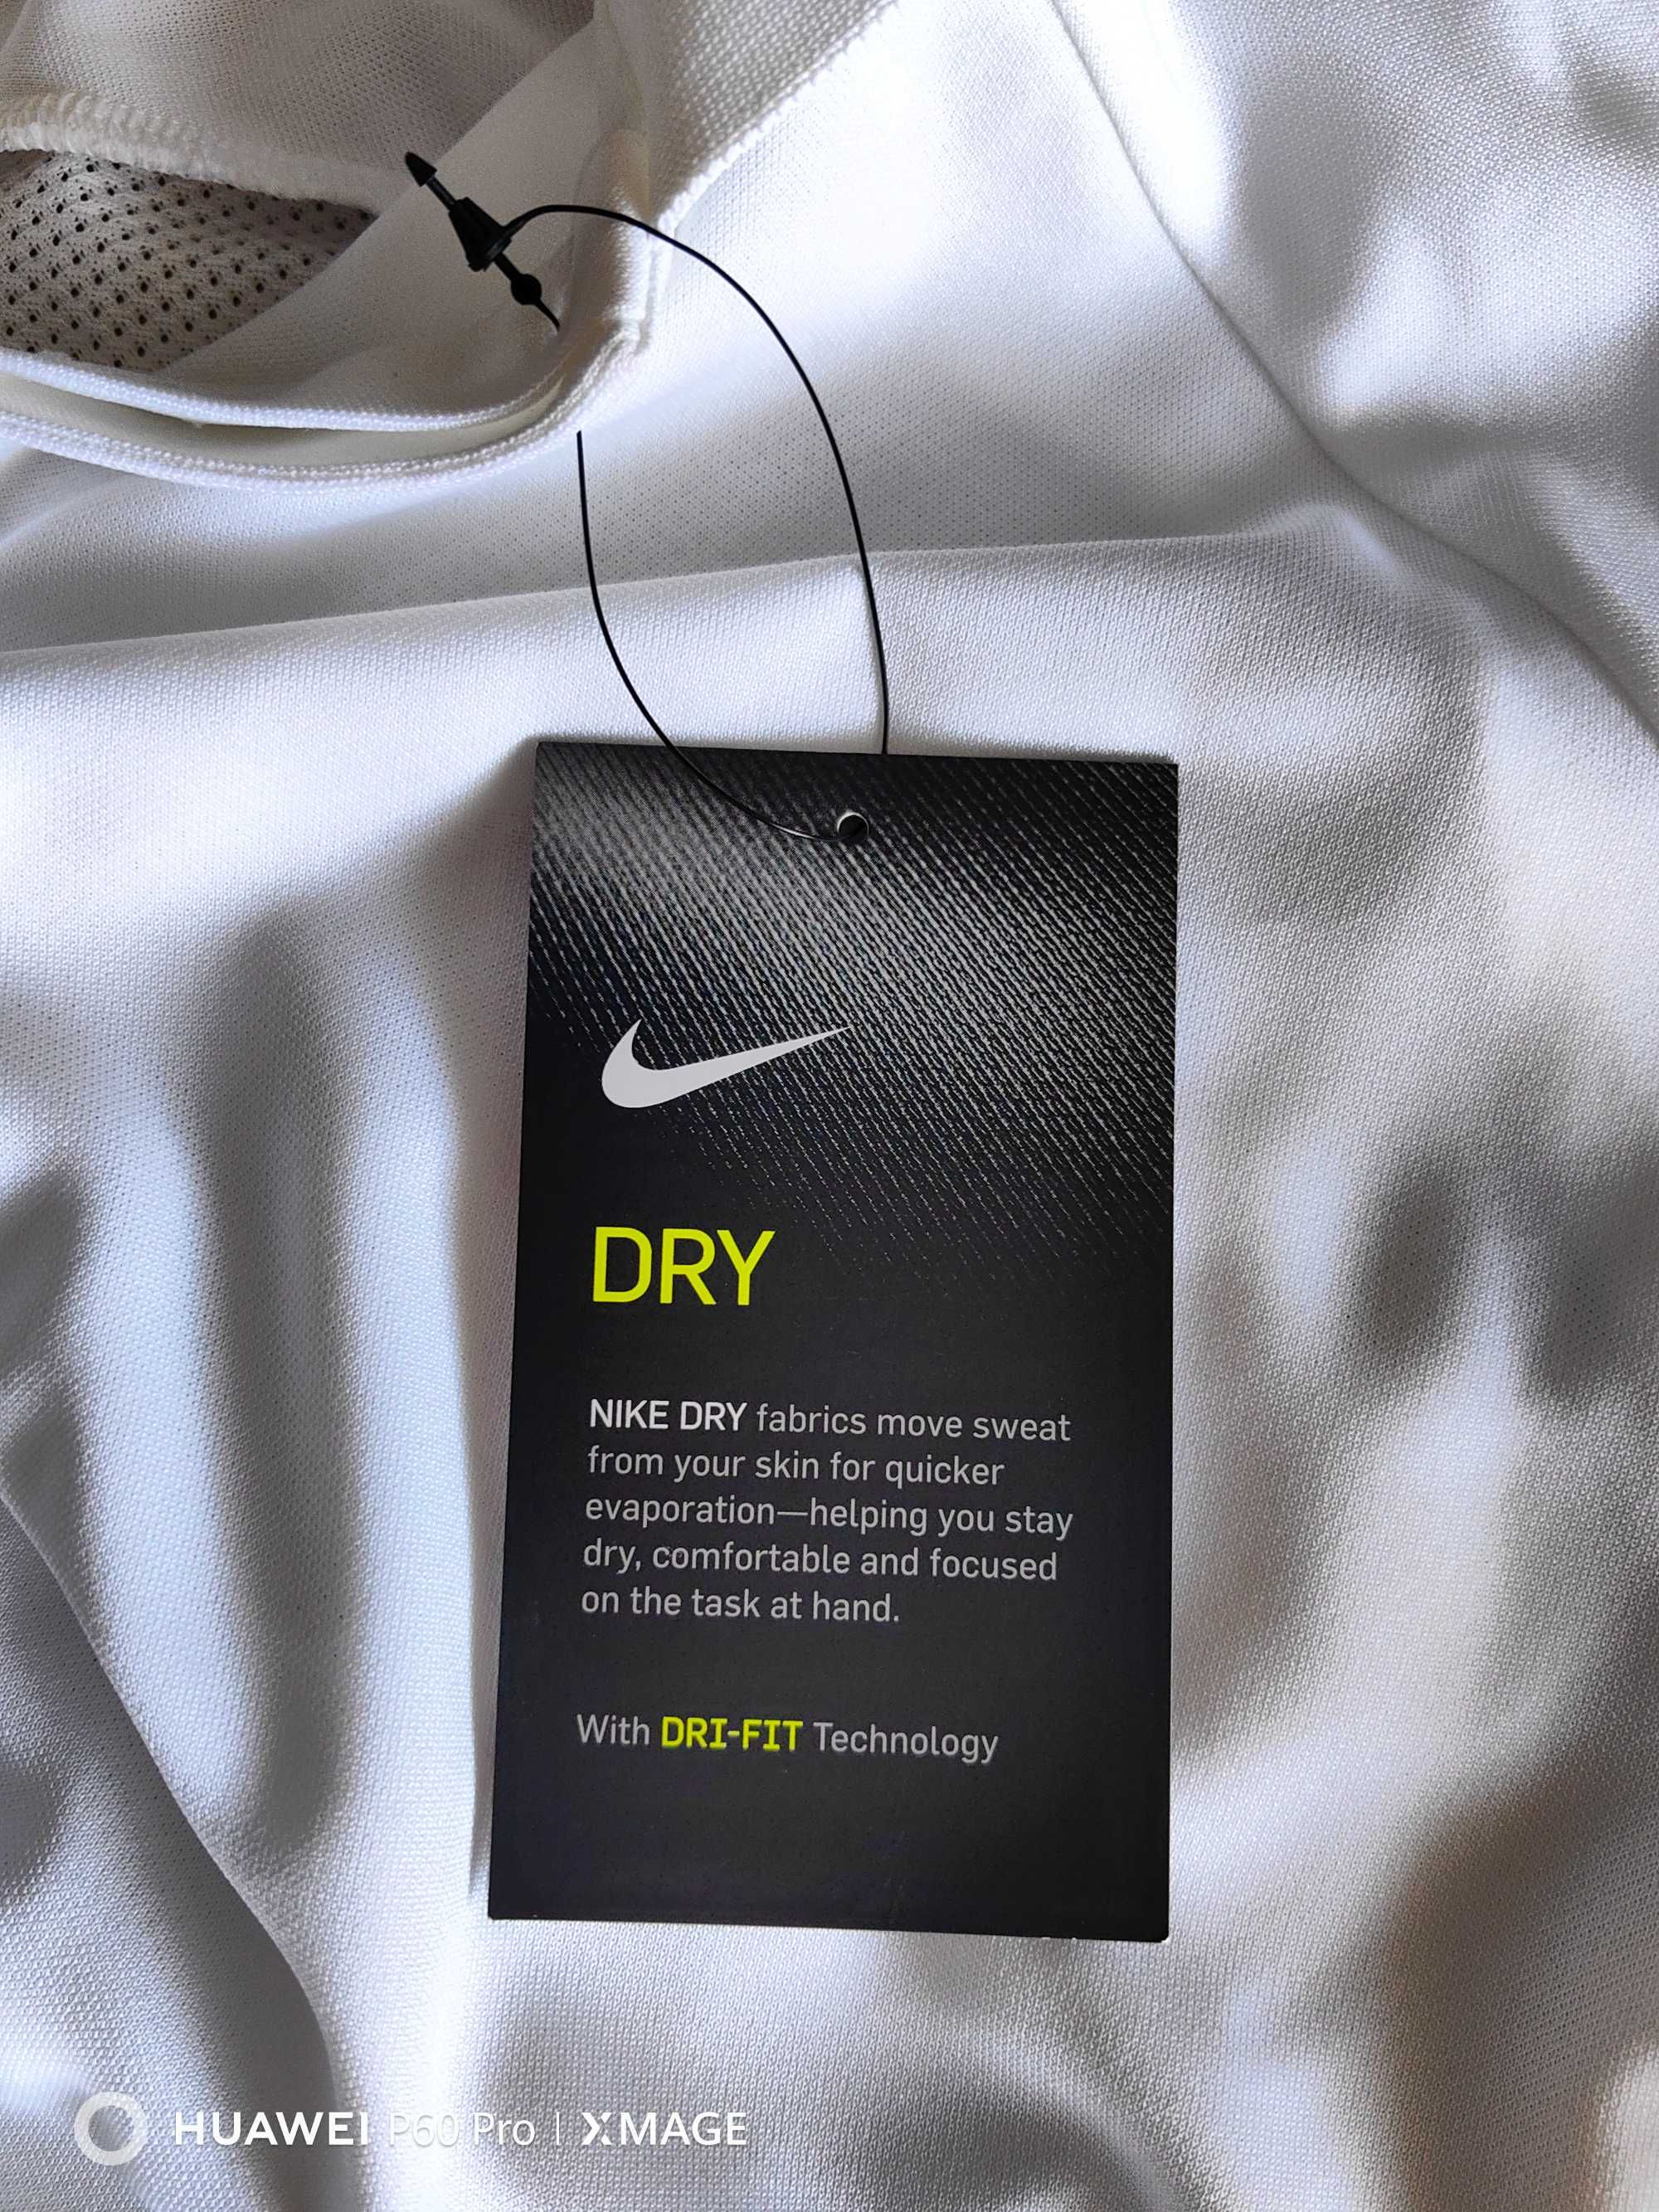 DRY
NIKE DRY fabrics move sweat
from your skin for quicker
evaporation—helping you stay
dry, comfortable and focused
on the task at hand.
With DRI-FIT Technology
HUAWEI P60 Pro | XMAGE